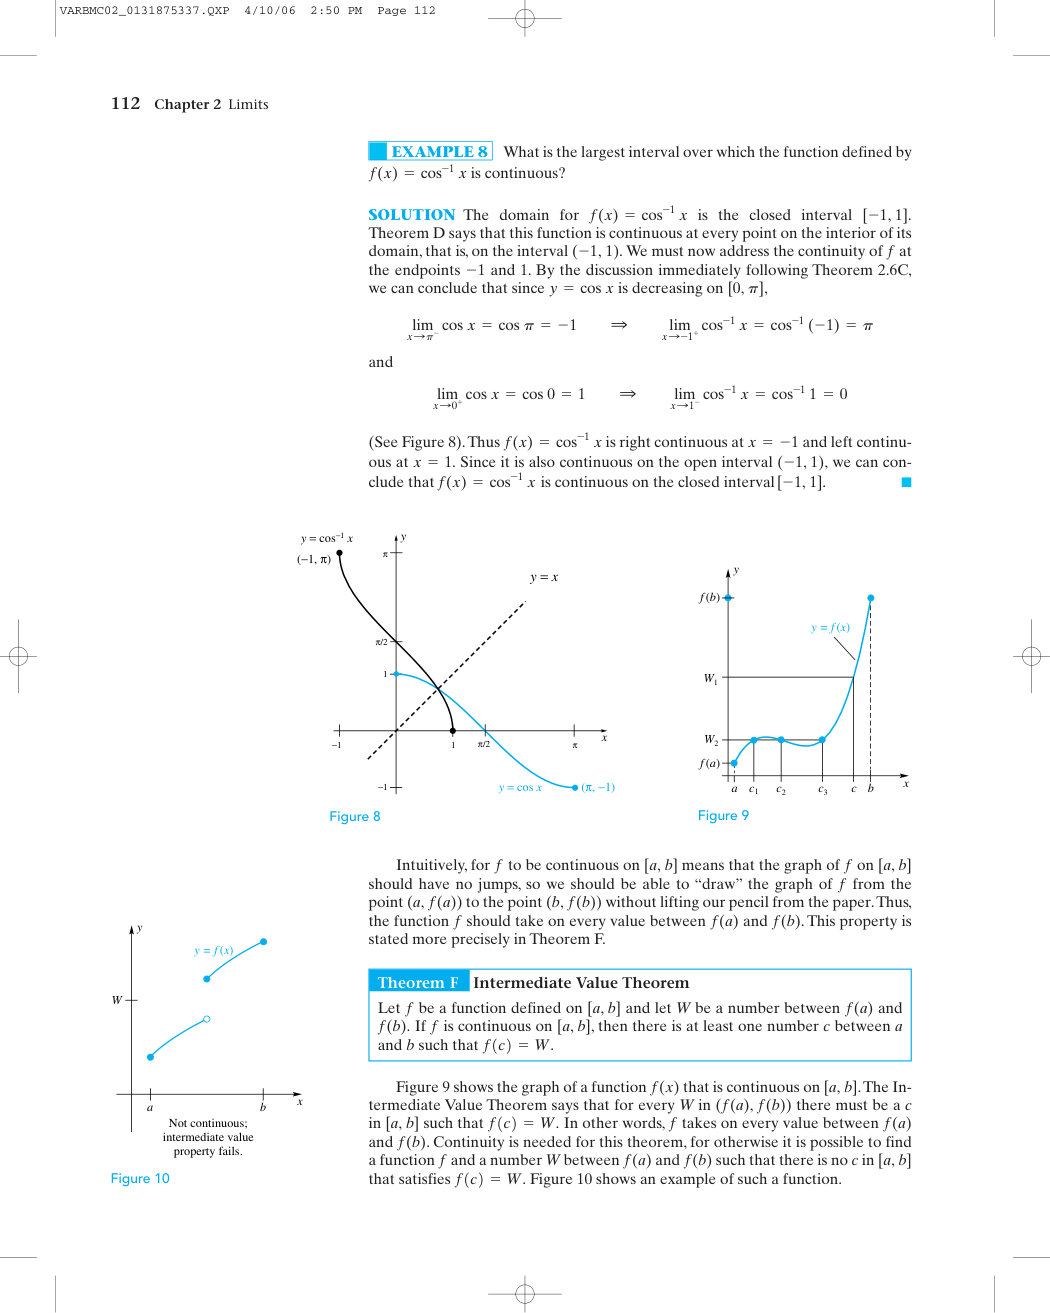 VARBMC02_0131875337.QXP 4/10/06 2:50 PM Page 112
112 Chapter 2 Limits
EXAMPLE 8 What is the largest interval over which the function defined by
f(x) = cos⁻¹ x is continuous?
SOLUTION The domain for f(x) = cos⁻¹ x is the closed interval [−1, 1].
Theorem D says that this function is continuous at every point on the interior of its
domain, that is, on the interval (−1, 1). We must now address the continuity of f at
the endpoints −1 and 1. By the discussion immediately following Theorem 2.6C,
we can conclude that since y = cos x is decreasing on [0, π],
lim x→π⁻ cos x = cos π = −1 ⇒ lim x→−1⁺ cos⁻¹ x = cos⁻¹ (−1) = π
and
lim x→0⁺ cos x = cos 0 = 1 ⇒ lim x→1⁻ cos⁻¹ x = cos⁻¹ 1 = 0
(See Figure 8). Thus f(x) = cos⁻¹ x is right continuous at x = −1 and left continu-
ous at x = 1. Since it is also continuous on the open interval (−1, 1), we can con-
clude that f(x) = cos⁻¹ x is continuous on the closed interval [−1, 1].
y = cos⁻¹ x
y
(−1, π)
π
y = x
π/2
1
−1
1
π/2
π
x
−1
y = cos x
(π, −1)
Figure 8
y
f(b)
y = f(x)
W₁
W₂
f(a)
a c₁ c₂ c₃ c b x
Figure 9
Intuitively, for f to be continuous on [a, b] means that the graph of f on [a, b]
should have no jumps, so we should be able to “draw” the graph of f from the
point (a, f(a)) to the point (b, f(b)) without lifting our pencil from the paper. Thus,
the function f should take on every value between f(a) and f(b). This property is
stated more precisely in Theorem F.
Theorem F Intermediate Value Theorem
Let f be a function defined on [a, b] and let W be a number between f(a) and
f(b). If f is continuous on [a, b], then there is at least one number c between a
and b such that f(c) = W.
y
y = f(x)
W
a
b
x
Not continuous;
intermediate value
property fails.
Figure 10
Figure 9 shows the graph of a function f(x) that is continuous on [a, b]. The In-
termediate Value Theorem says that for every W in (f(a), f(b)) there must be a c
in [a, b] such that f(c) = W. In other words, f takes on every value between f(a)
and f(b). Continuity is needed for this theorem, for otherwise it is possible to find
a function f and a number W between f(a) and f(b) such that there is no c in [a, b]
that satisfies f(c) = W. Figure 10 shows an example of such a function.